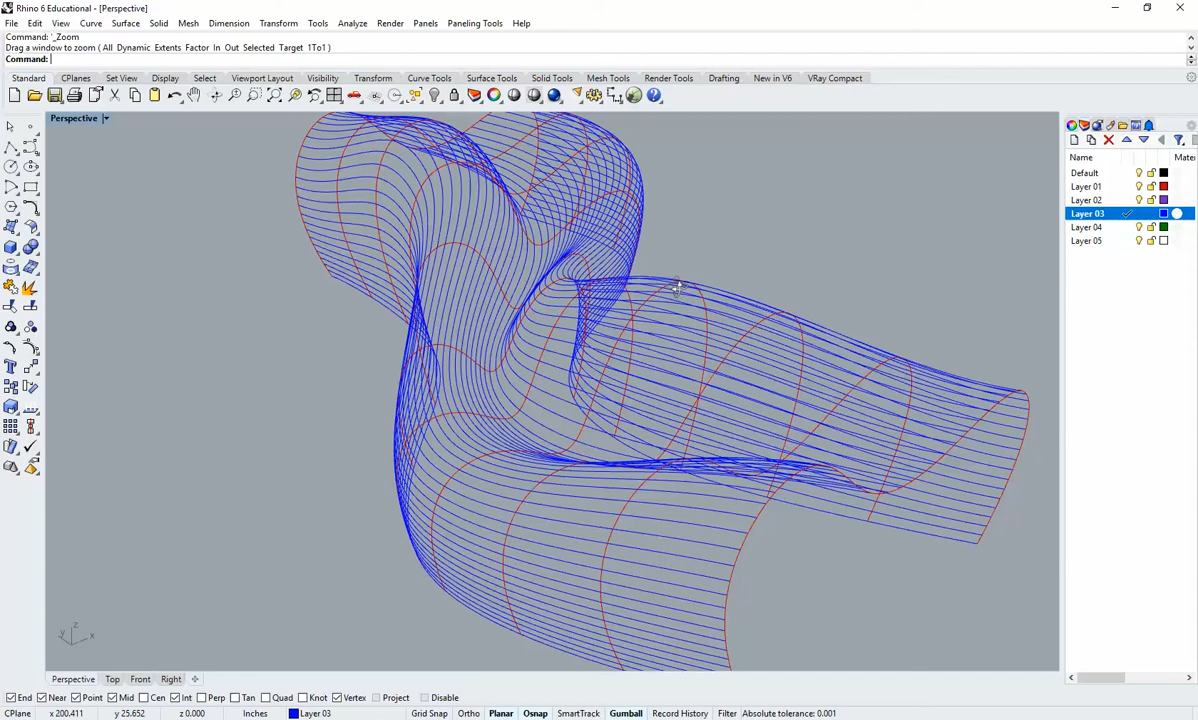 Rhino 6 Educational - [Perspective]
File Edit View Curve Surface Solid Mesh Dimension Transform Tools Analyze Render Panels Paneling Tools Help
Command: '_Zoom
Drag a window to zoom ( All Dynamic Extents Factor In Out Selected Target 1To1 )
Command:
Standard CPlanes Set View Display Select Viewport Layout Visibility Transform Curve Tools Surface Tools Solid Tools Mesh Tools Render Tools Drafting New in V6 VRay Compact
Perspective
Name Mate
Default
Layer 01
Layer 02
Layer 03
Layer 04
Layer 05
z
y x
Perspective Top Front Right
End Near Point Mid Cen Int Perp Tan Quad Knot Vertex Project Disable
CPlane x 200.411 y 25.652 z 0.000 Inches Layer 03 Grid Snap Ortho Planar Osnap SmartTrack Gumball Record History Filter Absolute tolerance: 0.001